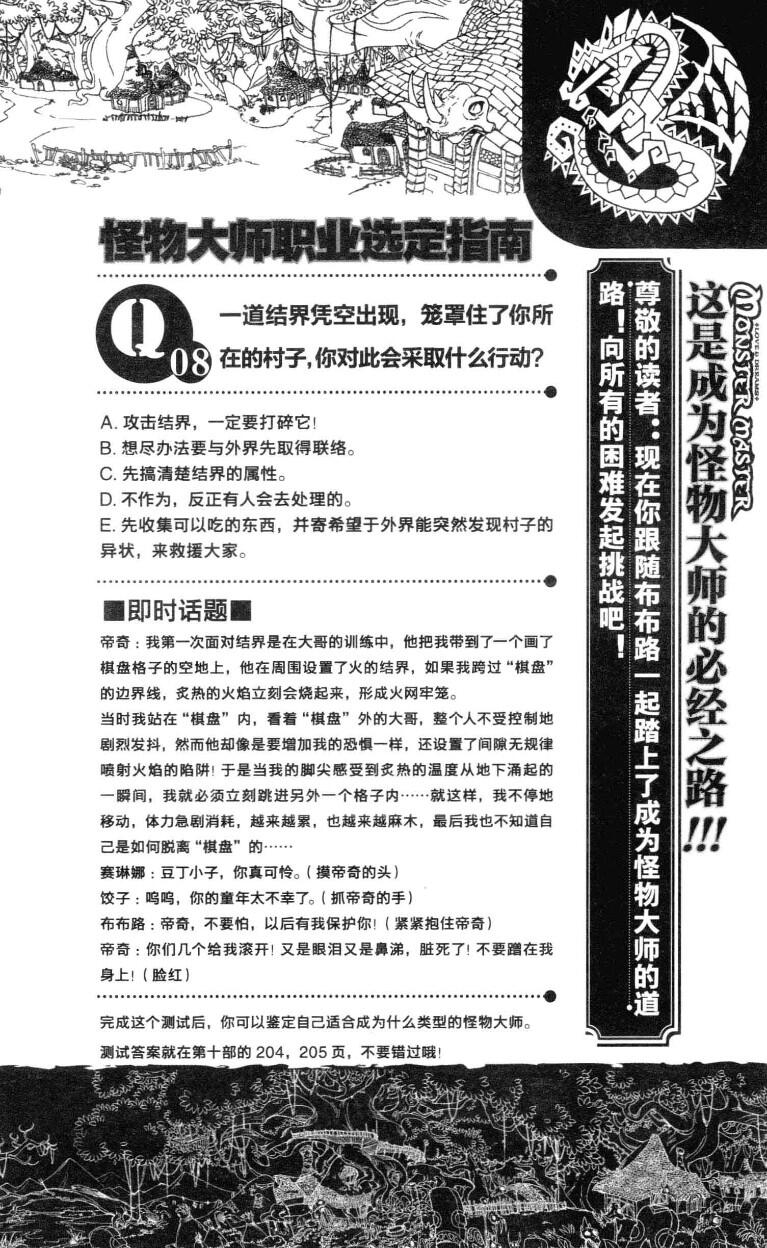 怪物大师职业选定指南
Q08
一道结界凭空出现，笼罩住了你所
在的村子，你对此会采取什么行动？
A. 攻击结界，一定要打碎它！
B. 想尽办法要与外界先取得联络。
C. 先搞清楚结界的属性。
D. 不作为，反正有人会去处理的。
E. 先收集可以吃的东西，并寄希望于外界能突然发现村子的
异状，来救援大家。
■即时话题■
帝奇：我第一次面对结界是在大哥的训练中，他把我带到了一个画了
棋盘格子的空地上，他在周围设置了火的结界，如果我跨过“棋盘”
的边界线，炙热的火焰立刻会烧起来，形成火网牢笼。
当时我站在“棋盘”内，看着“棋盘”外的大哥，整个人不受控制地
剧烈发抖，然而他却像是要增加我的恐惧一样，还设置了间隙无规律
喷射火焰的陷阱！于是当我的脚尖感受到炙热的温度从地下涌起的
一瞬间，我就必须立刻跳进另外一个格子内……就这样，我不停地
移动，体力急剧消耗，越来越累，也越来越麻木，最后我也不知道自
己是如何脱离“棋盘”的……
赛琳娜：豆丁小子，你真可怜。（摸帝奇的头）
饺子：呜呜，你的童年太不幸了。（抓帝奇的手）
布布路：帝奇，不要怕，以后有我保护你！（紧紧抱住帝奇）
帝奇：你们几个给我滚开！又是眼泪又是鼻涕，脏死了！不要蹭在我
身上！（脸红）
完成这个测试后，你可以鉴定自己适合成为什么类型的怪物大师。
测试答案就在第十部的 204，205 页，不要错过哦！
MONSTER MASTER
+LOVE & DREAMS+
这是成为怪物大师的必经之路!!!
尊敬的读者：现在你跟随布布路一起踏上了成为怪物大师的道
路！向所有的困难发起挑战吧！